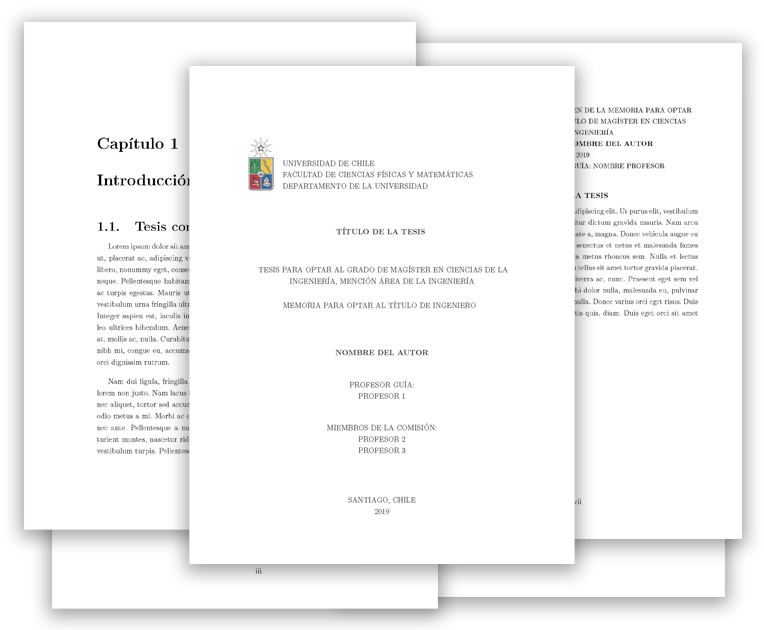 Capítulo 1
Introducción
1.1. Tesis con
Lorem ipsum dolor sit am
ut, placerat ac, adipiscing v
libero, nonummy eget, conse
neque. Pellentesque habitan
ac turpis egestas. Mauris ut
vestibulum urna fringilla ultr
Integer sapien est, iaculis in
leo ultrices bibendum. Aene
at, mollis ac, nulla. Curabitu
nibh mi, congue eu, accums
orci dignissim rutrum.
Nam dui ligula, fringilla
lorem non justo. Nam lacus
nec aliquet, tortor sed accum
odio metus a mi. Morbi ac o
nec ante. Pellentesque a nu
turient montes, nascetur rid
vestibulum turpis. Pellentesq
UNIVERSIDAD DE CHILE
FACULTAD DE CIENCIAS FÍSICAS Y MATEMÁTICAS
DEPARTAMENTO DE LA UNIVERSIDAD
TÍTULO DE LA TESIS
TESIS PARA OPTAR AL GRADO DE MAGÍSTER EN CIENCIAS DE LA
INGENIERÍA, MENCIÓN ÁREA DE LA INGENIERÍA
MEMORIA PARA OPTAR AL TÍTULO DE INGENIERO
NOMBRE DEL AUTOR
PROFESOR GUÍA:
PROFESOR 1
MIEMBROS DE LA COMISIÓN:
PROFESOR 2
PROFESOR 3
SANTIAGO, CHILE
2019
EN DE LA MEMORIA PARA OPTAR
ULO DE MAGÍSTER EN CIENCIAS
NGENIERÍA
OMBRE DEL AUTOR
2019
GUÍA: NOMBRE PROFESOR
A TESIS
dipiscing elit. Ut purus elit, vestibulum
itur dictum gravida mauris. Nam arcu
ate a, magna. Donec vehicula augue eu
senectus et netus et malesuada fames
a metus rhoncus sem. Nulla et lectus
tellus sit amet tortor gravida placerat.
iverra ac, nunc. Praesent eget sem vel
bi dolor nulla, malesuada eu, pulvinar
nulla. Donec varius orci eget risus. Duis
tis quis, diam. Duis eget orci sit amet
vii
iii